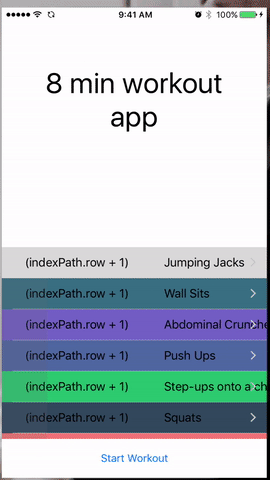 9:41 AM
100%
8 min workout
app
(indexPath.row + 1) Jumping Jacks
(indexPath.row + 1) Wall Sits
(indexPath.row + 1) Abdominal Crunche
(indexPath.row + 1) Push Ups
(indexPath.row + 1) Step-ups onto a ch
(indexPath.row + 1) Squats
Start Workout